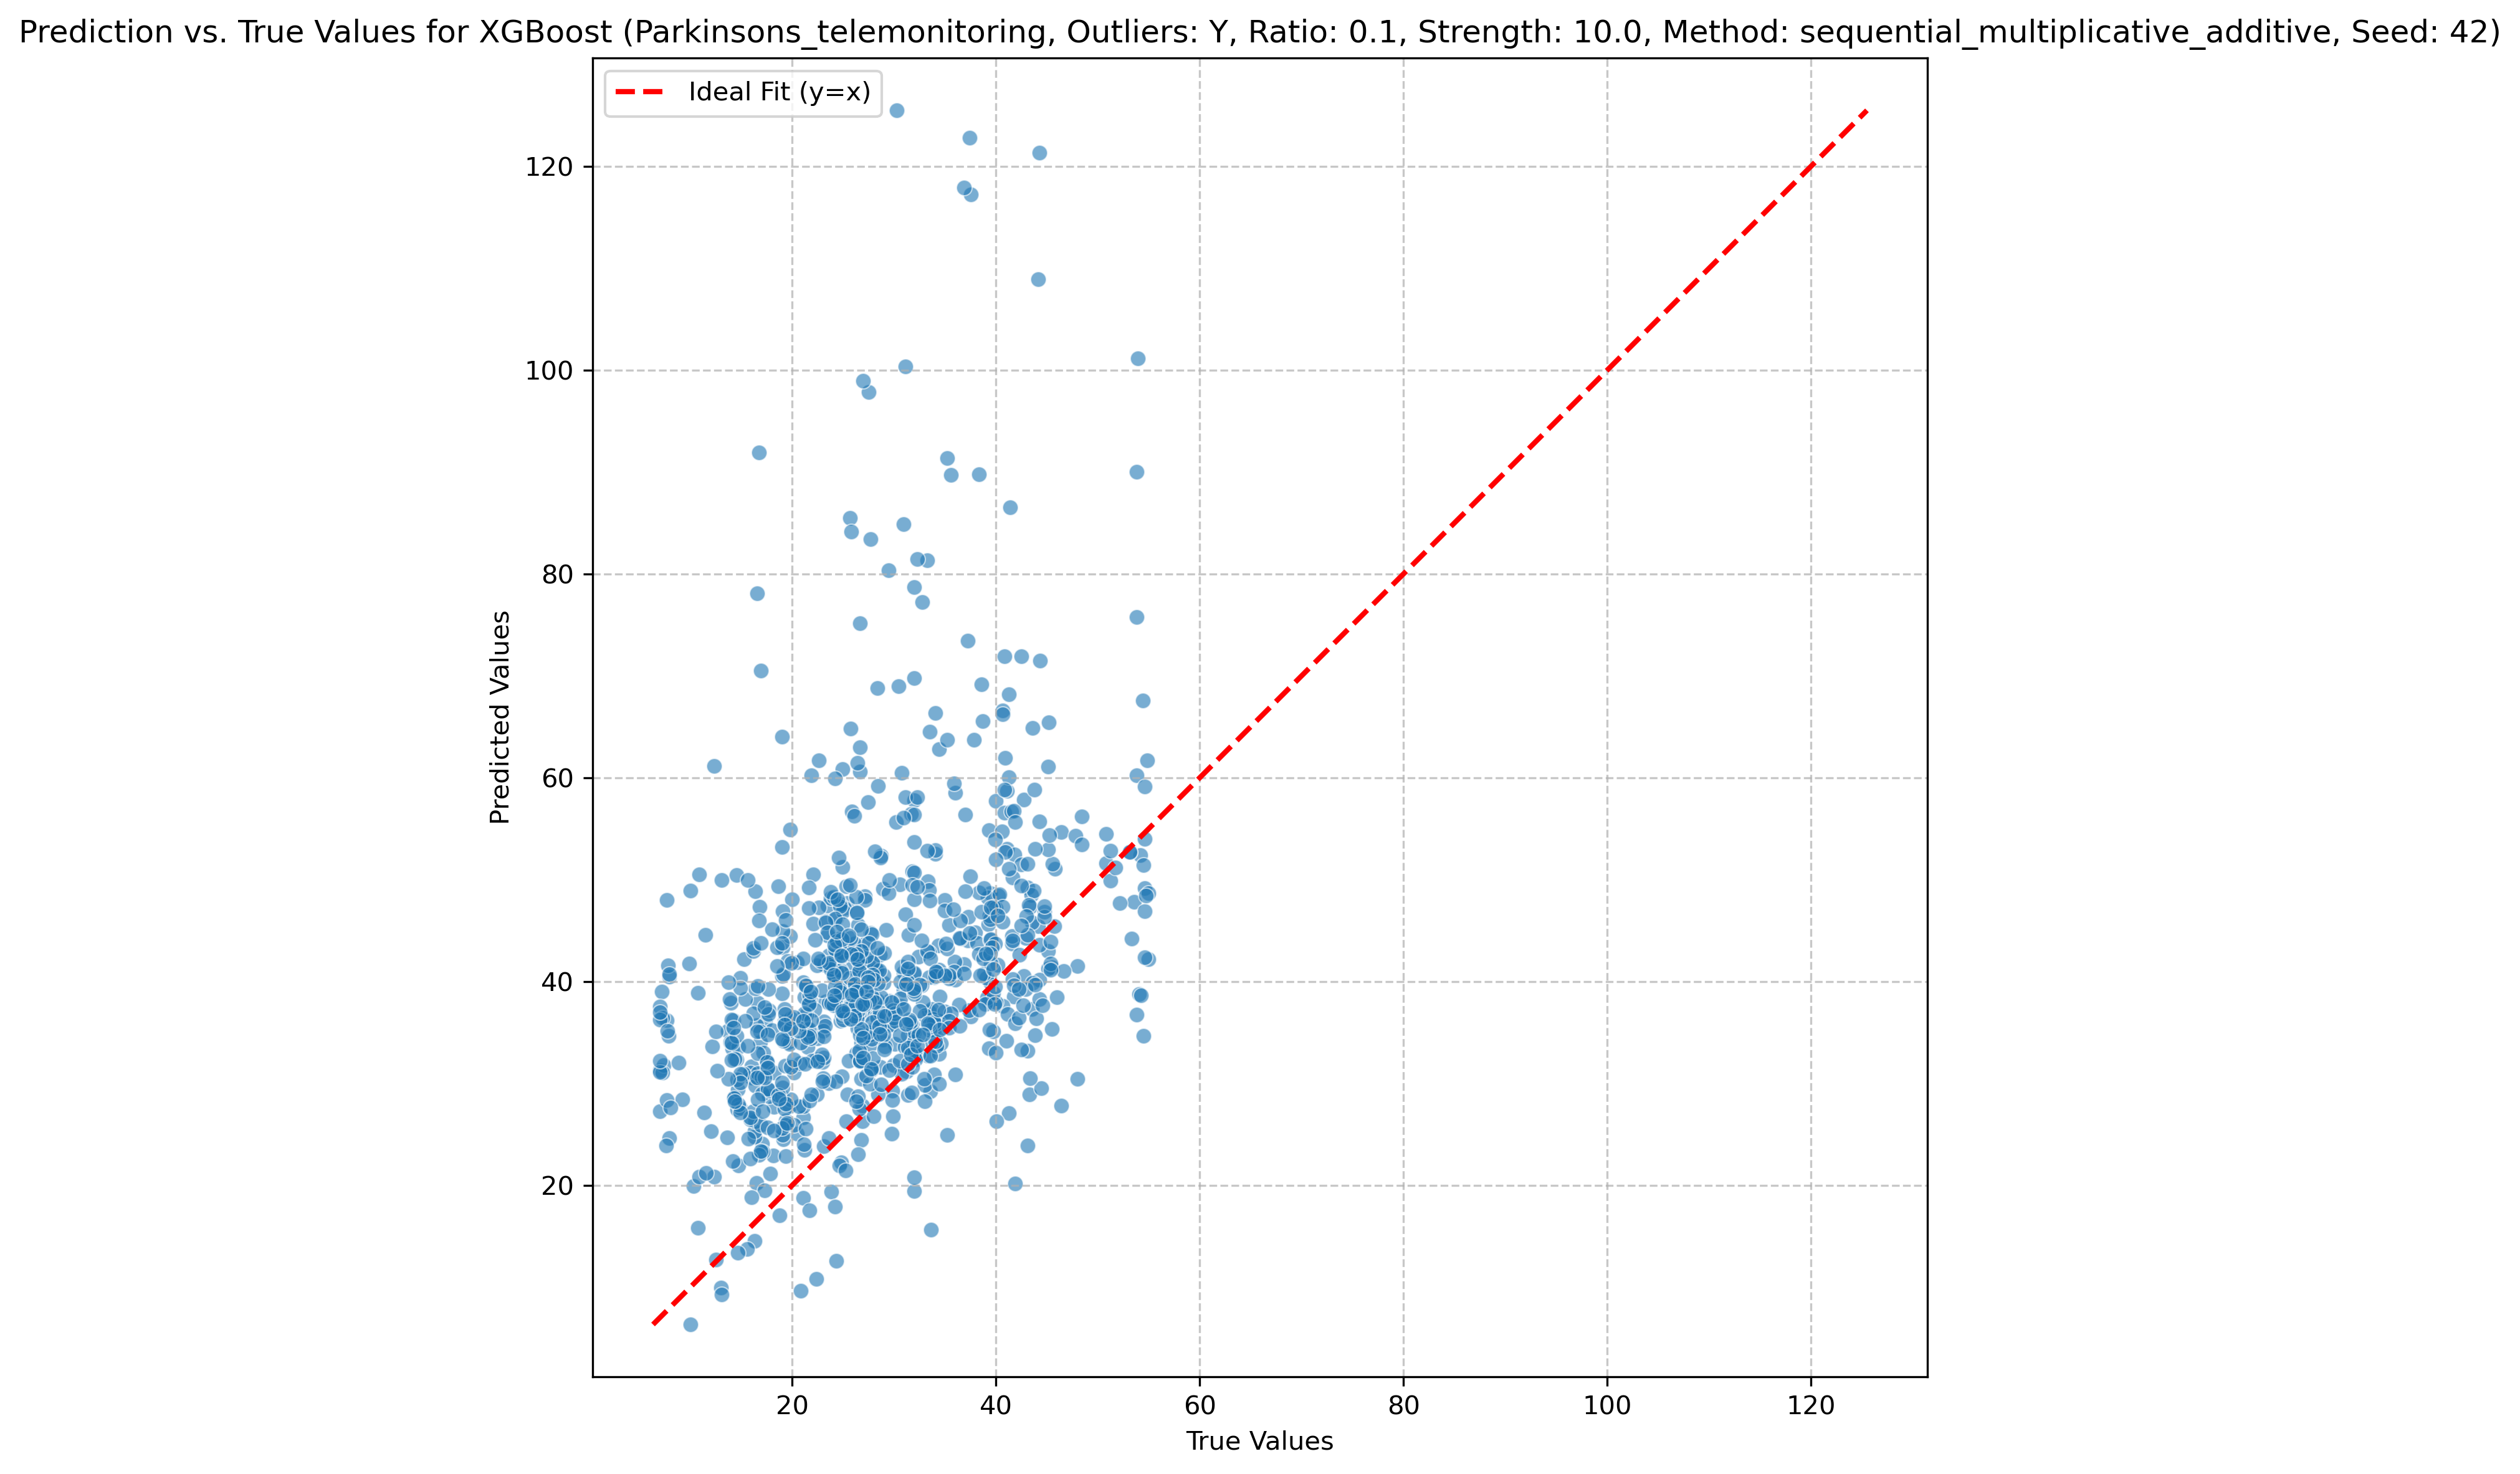 Prediction vs. True Values for XGBoost (Parkinsons_telemonitoring, Outliers: Y, Ratio: 0.1, Strength: 10.0, Method: sequential_multiplicative_additive, Seed: 42)
Ideal Fit (y=x)
120
100
80
60
40
20
Predicted Values
20 40 60 80 100 120
True Values